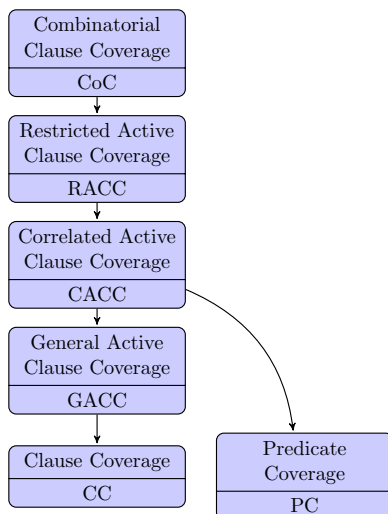 Combinatorial
Clause Coverage
CoC
Restricted Active
Clause Coverage
RACC
Correlated Active
Clause Coverage
CACC
General Active
Clause Coverage
GACC
Clause Coverage
CC
Predicate
Coverage
PC